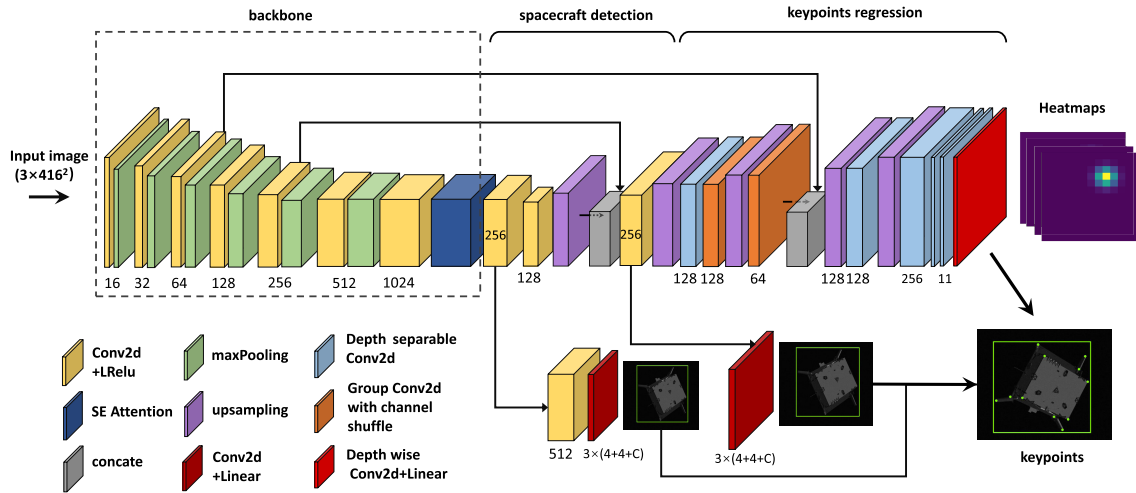 backbone
spacecraft detection
keypoints regression
Input image
(3×416²)
Heatmaps
16
32
64
128
256
512
1024
256
128
256
128
128
64
128
128
256
11
Conv2d
+LRelu
maxPooling
Depth separable
Conv2d
SE Attention
upsampling
Group Conv2d
with channel
shuffle
concate
Conv2d
+Linear
Depth wise
Conv2d+Linear
512
3×(4+4+C)
3×(4+4+C)
keypoints